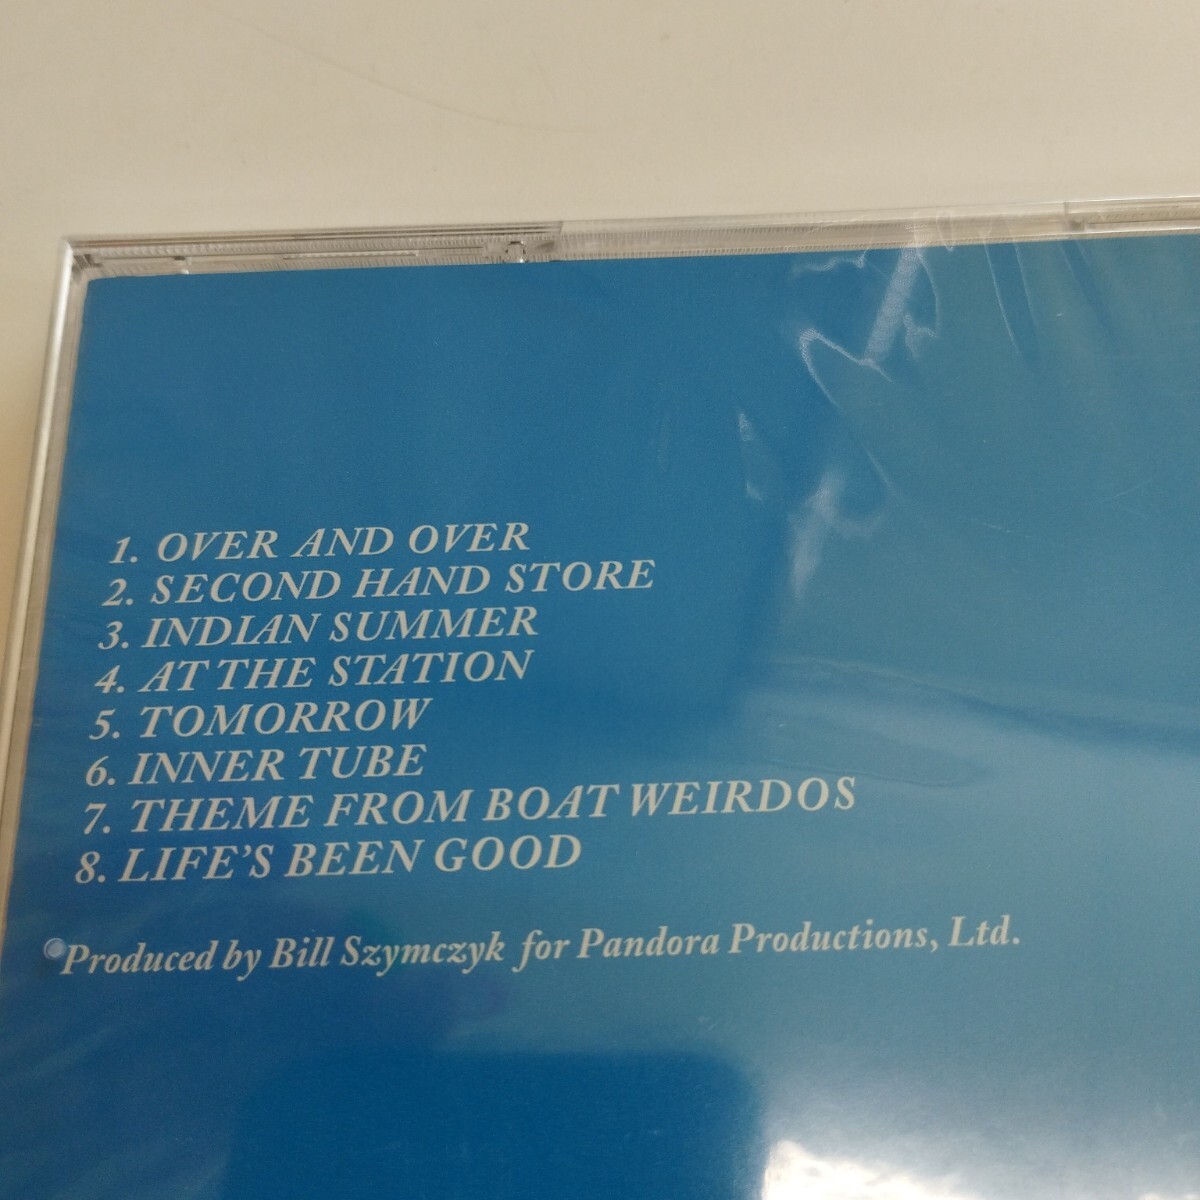 1. OVER AND OVER
2. SECOND HAND STORE
3. INDIAN SUMMER
4. AT THE STATION
5. TOMORROW
6. INNER TUBE
7. THEME FROM BOAT WEIRDOS
8. LIFE'S BEEN GOOD
Produced by Bill Szymczyk for Pandora Productions, Ltd.